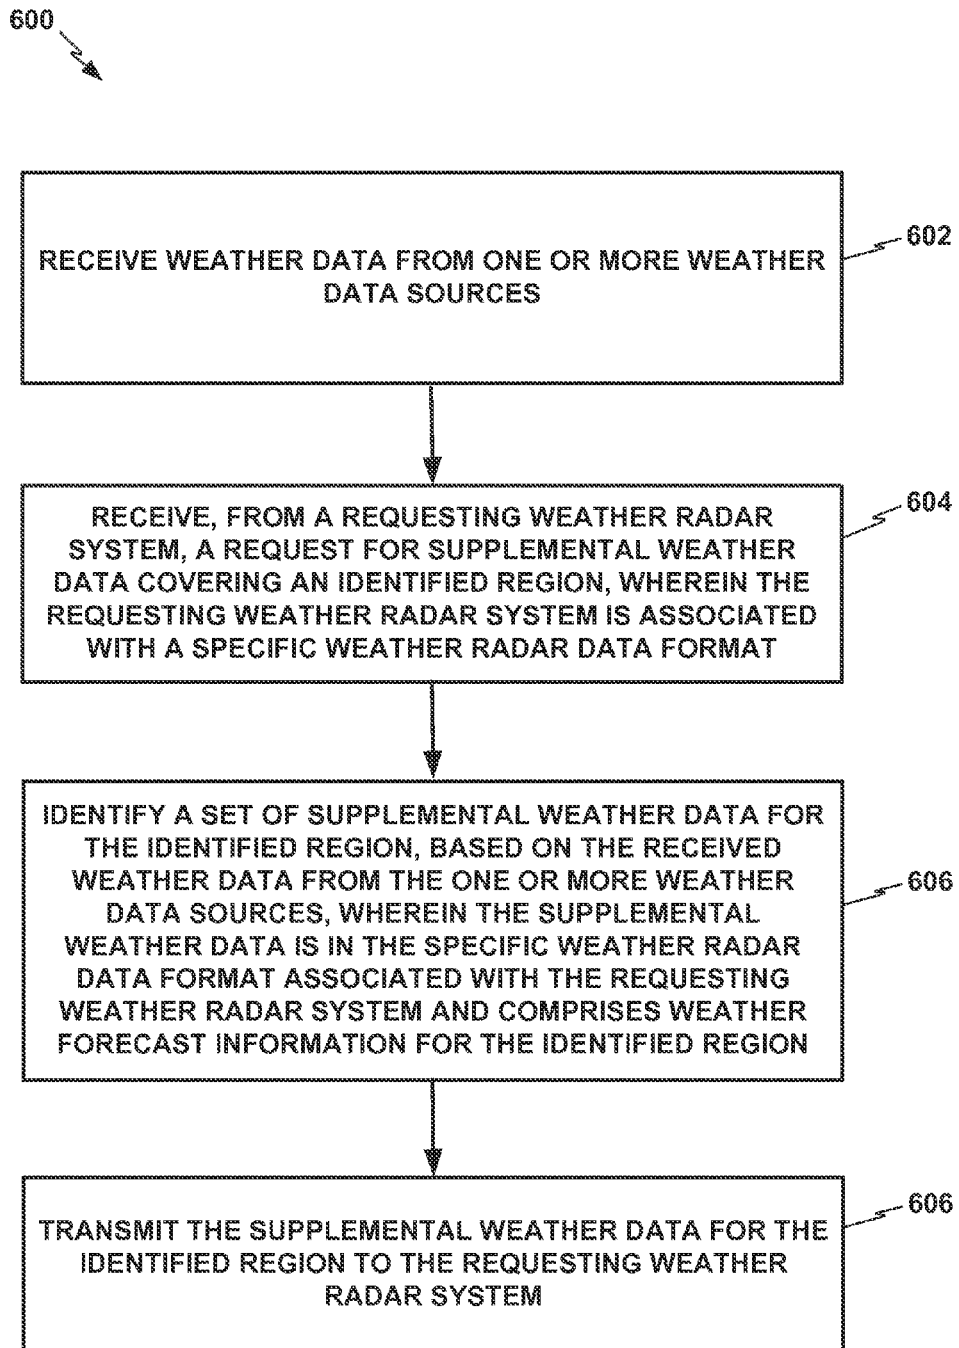 600
RECEIVE WEATHER DATA FROM ONE OR MORE WEATHER
DATA SOURCES
602
RECEIVE, FROM A REQUESTING WEATHER RADAR
SYSTEM, A REQUEST FOR SUPPLEMENTAL WEATHER
DATA COVERING AN IDENTIFIED REGION, WHEREIN THE
REQUESTING WEATHER RADAR SYSTEM IS ASSOCIATED
WITH A SPECIFIC WEATHER RADAR DATA FORMAT
604
IDENTIFY A SET OF SUPPLEMENTAL WEATHER DATA FOR
THE IDENTIFIED REGION, BASED ON THE RECEIVED
WEATHER DATA FROM THE ONE OR MORE WEATHER
DATA SOURCES, WHEREIN THE SUPPLEMENTAL
WEATHER DATA IS IN THE SPECIFIC WEATHER RADAR
DATA FORMAT ASSOCIATED WITH THE REQUESTING
WEATHER RADAR SYSTEM AND COMPRISES WEATHER
FORECAST INFORMATION FOR THE IDENTIFIED REGION
606
TRANSMIT THE SUPPLEMENTAL WEATHER DATA FOR THE
IDENTIFIED REGION TO THE REQUESTING WEATHER
RADAR SYSTEM
606